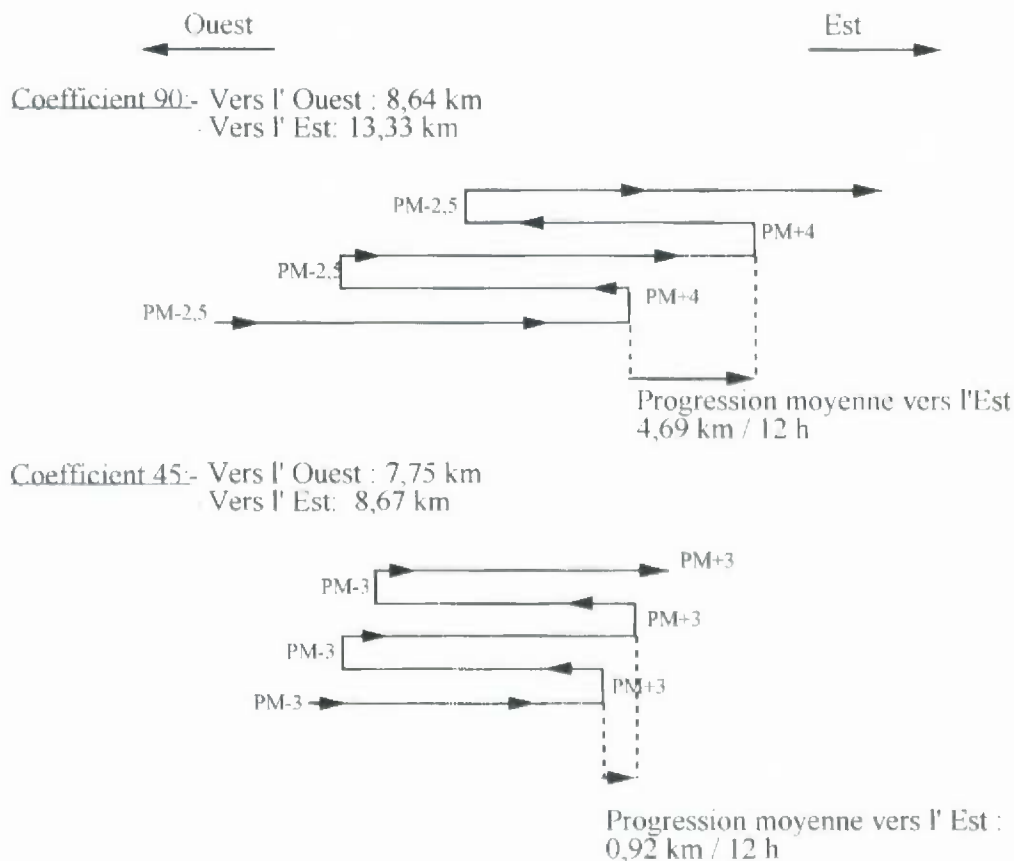 Ouest
Est
Coefficient 90:- Vers l' Ouest : 8,64 km
- Vers l' Est: 13,33 km
PM-2,5
PM+4
PM-2,5
PM+4
PM-2,5
Progression moyenne vers l'Est
4,69 km / 12 h
Coefficient 45:- Vers l' Ouest : 7,75 km
- Vers l' Est: 8,67 km
PM+3
PM-3
PM+3
PM-3
PM+3
PM-3
Progression moyenne vers l' Est :
0,92 km / 12 h